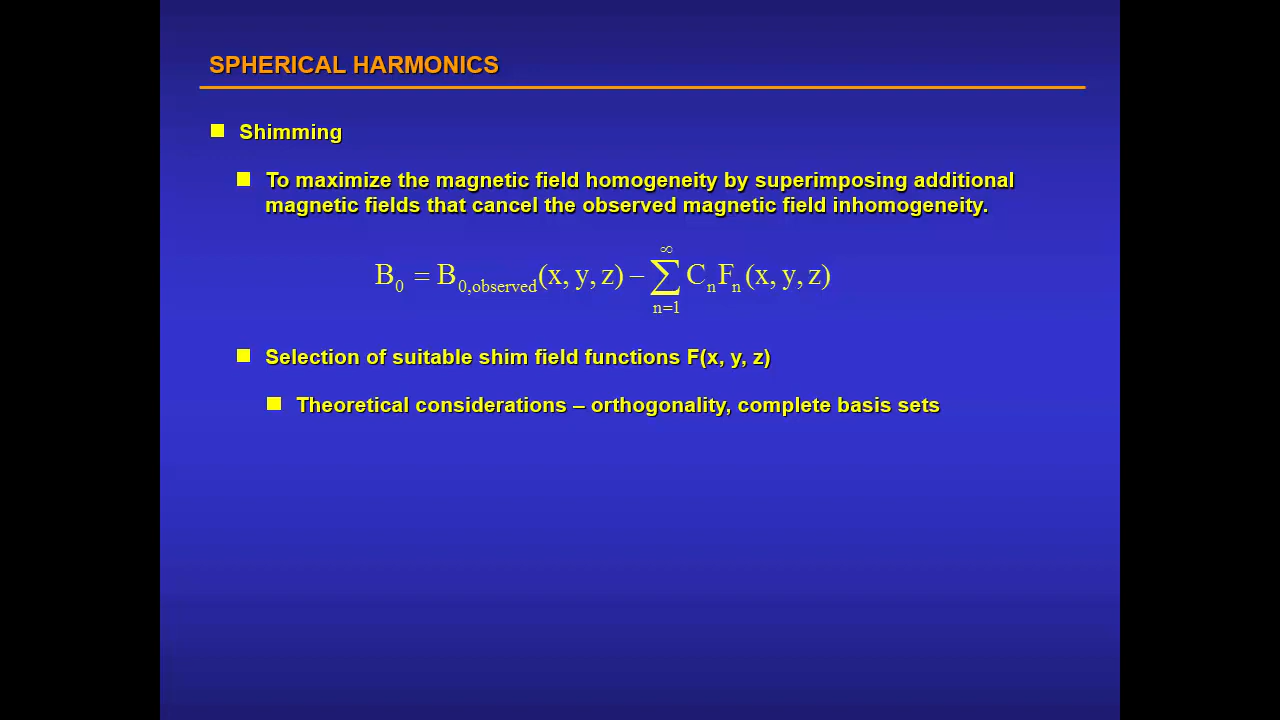 SPHERICAL HARMONICS
Shimming
To maximize the magnetic field homogeneity by superimposing additional
magnetic fields that cancel the observed magnetic field inhomogeneity.
B₀ = B₀,observed(x, y, z) − ∑_{n=1}^{∞} CₙFₙ(x, y, z)
Selection of suitable shim field functions F(x, y, z)
Theoretical considerations – orthogonality, complete basis sets